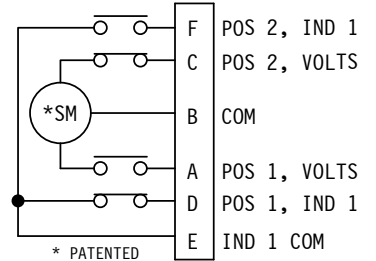 F POS 2, IND 1
C POS 2, VOLTS
*SM
B COM
A POS 1, VOLTS
D POS 1, IND 1
E IND 1 COM
* PATENTED